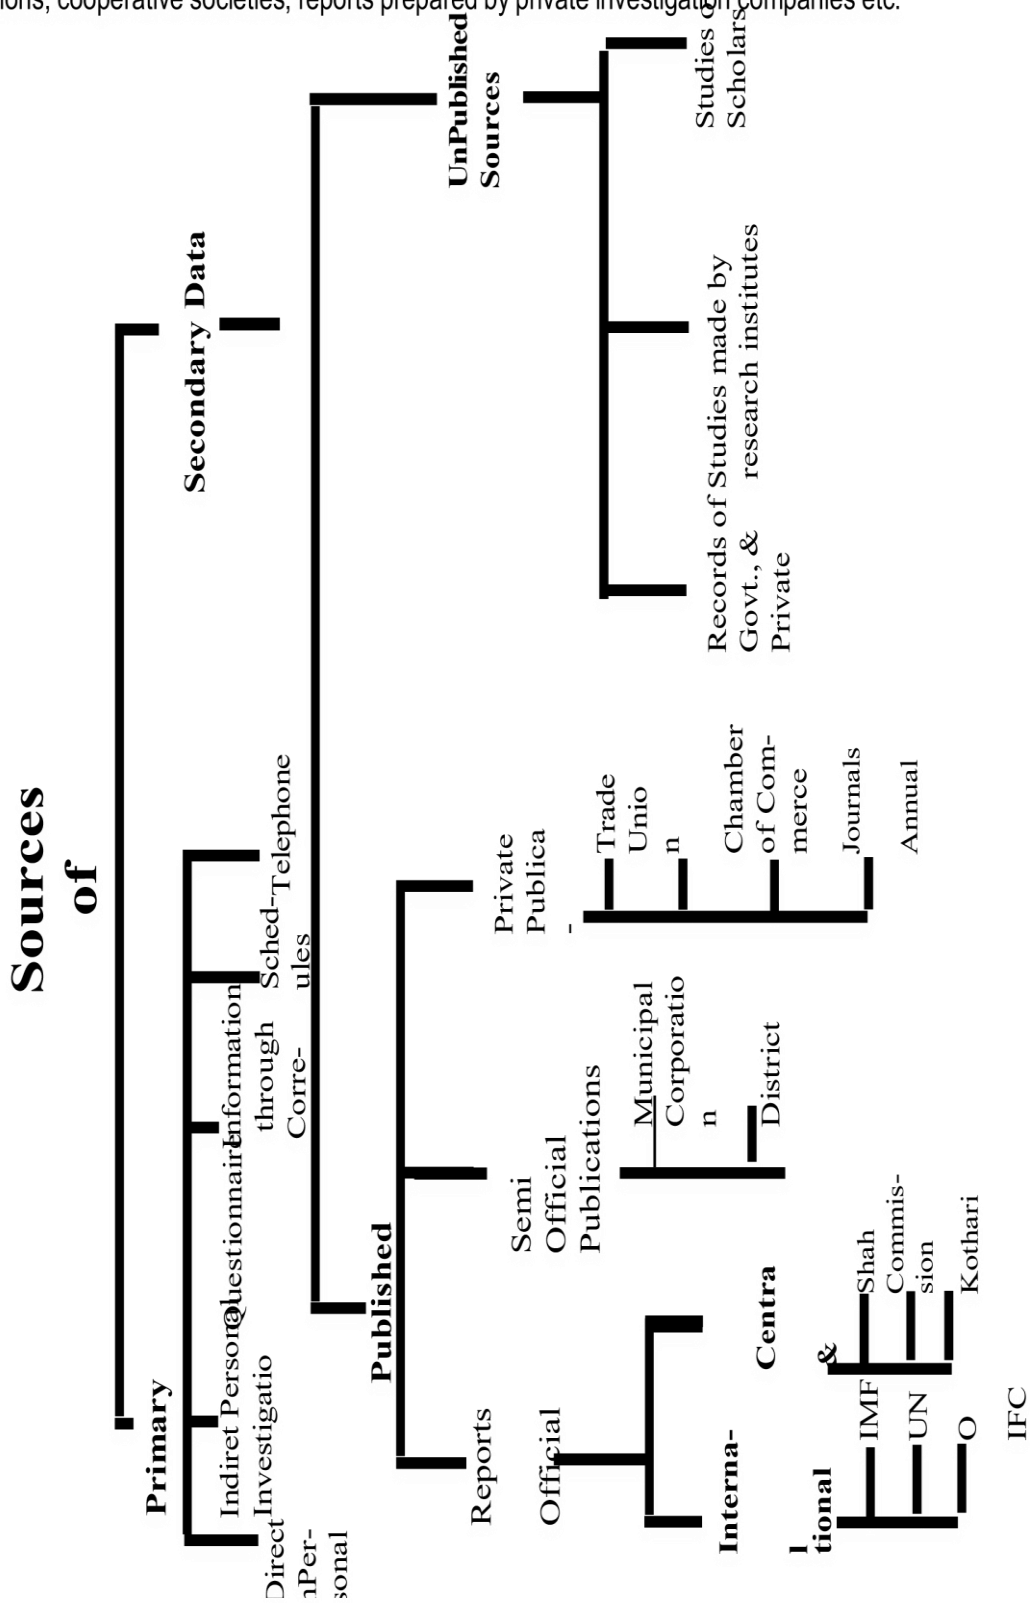 ions, cooperative societies, reports prepared by private investigation companies etc.
Sources
of
Primary
Secondary Data
Direct
Per-
sonal
Indiret Personal
Investigatio
Questionnaire
Information
through
Corre-
Sched-
ules
Telephone
Published
UnPublished
Sources
Reports
Official
Semi
Official
Publications
Private
Publica
-
Records of Studies made by
Govt., & research institutes
Private
Studies
Scholars
Interna-
tional
l
Centra
&
IMF
UN
O
IFC
Shah
Commis-
sion
Kothari
Municipal
Corporatio
n
District
Trade
Unio
n
Chamber
of Com-
merce
Journals
Annual